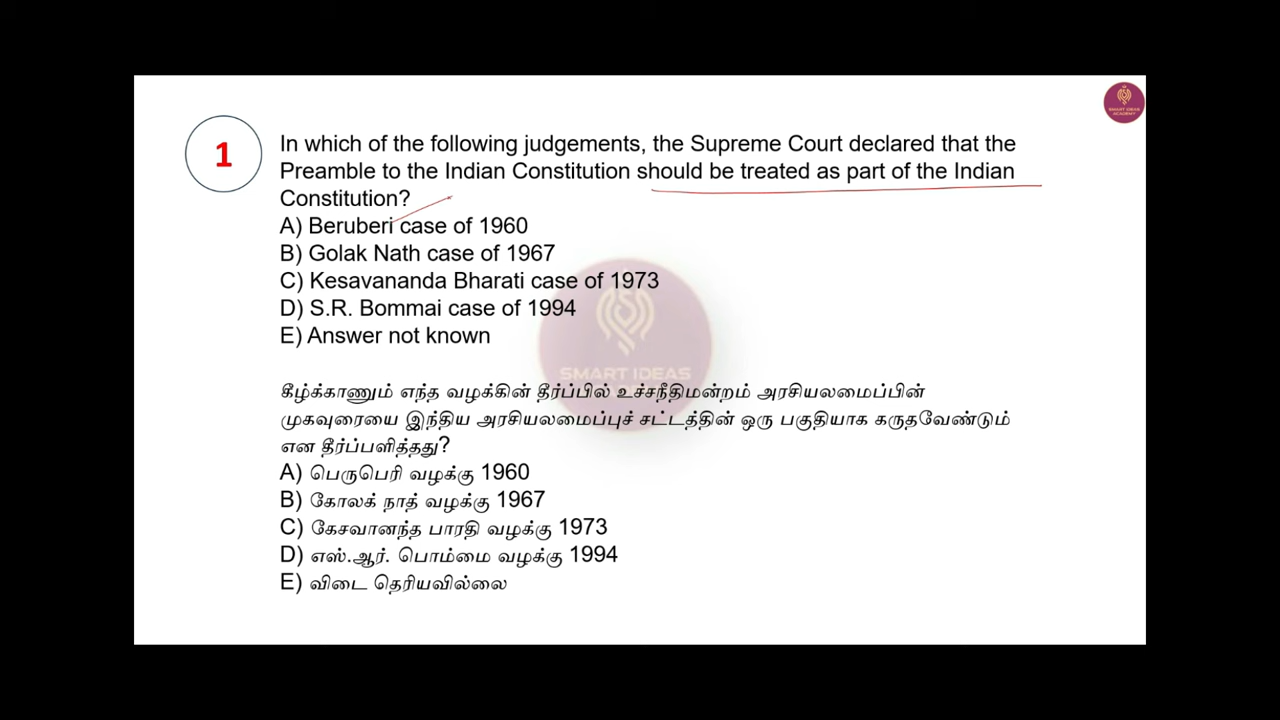 SMART IDEAS
ACADEMY
1
In which of the following judgements, the Supreme Court declared that the
Preamble to the Indian Constitution should be treated as part of the Indian
Constitution?
A) Beruberi case of 1960
B) Golak Nath case of 1967
C) Kesavananda Bharati case of 1973
D) S.R. Bommai case of 1994
E) Answer not known
SMART IDEAS
கீழ்க்காணும் எந்த வழக்கின் தீர்ப்பில் உச்சநீதிமன்றம் அரசியலமைப்பின்
முகவுரையை இந்திய அரசியலமைப்புச் சட்டத்தின் ஒரு பகுதியாக கருதவேண்டும்
என தீர்ப்பளித்தது?
A) பெருபெரி வழக்கு 1960
B) கோலக் நாத் வழக்கு 1967
C) கேசவானந்த பாரதி வழக்கு 1973
D) எஸ்.ஆர். பொம்மை வழக்கு 1994
E) விடை தெரியவில்லை